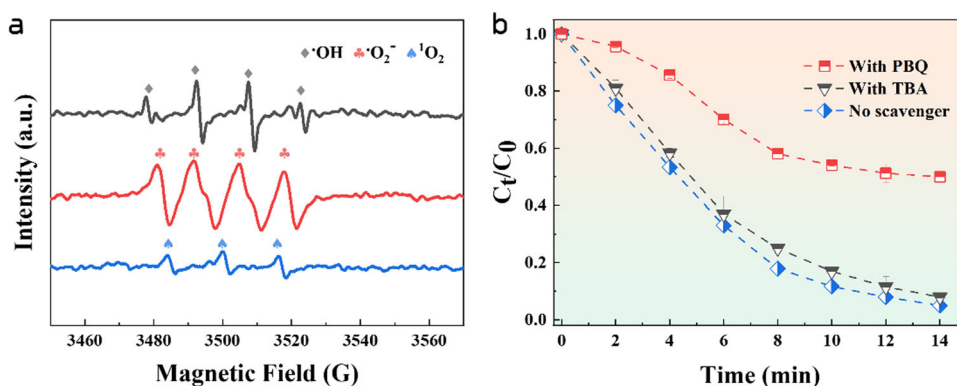 a
◆ ·OH ♣ ·O₂⁻ ♠ ¹O₂
Intensity (a.u.)
3460 3480 3500 3520 3540 3560
Magnetic Field (G)
b
1.0
0.8
0.6
0.4
0.2
0.0
Cₜ/C₀
With PBQ
With TBA
No scavenger
0 2 4 6 8 10 12 14
Time (min)